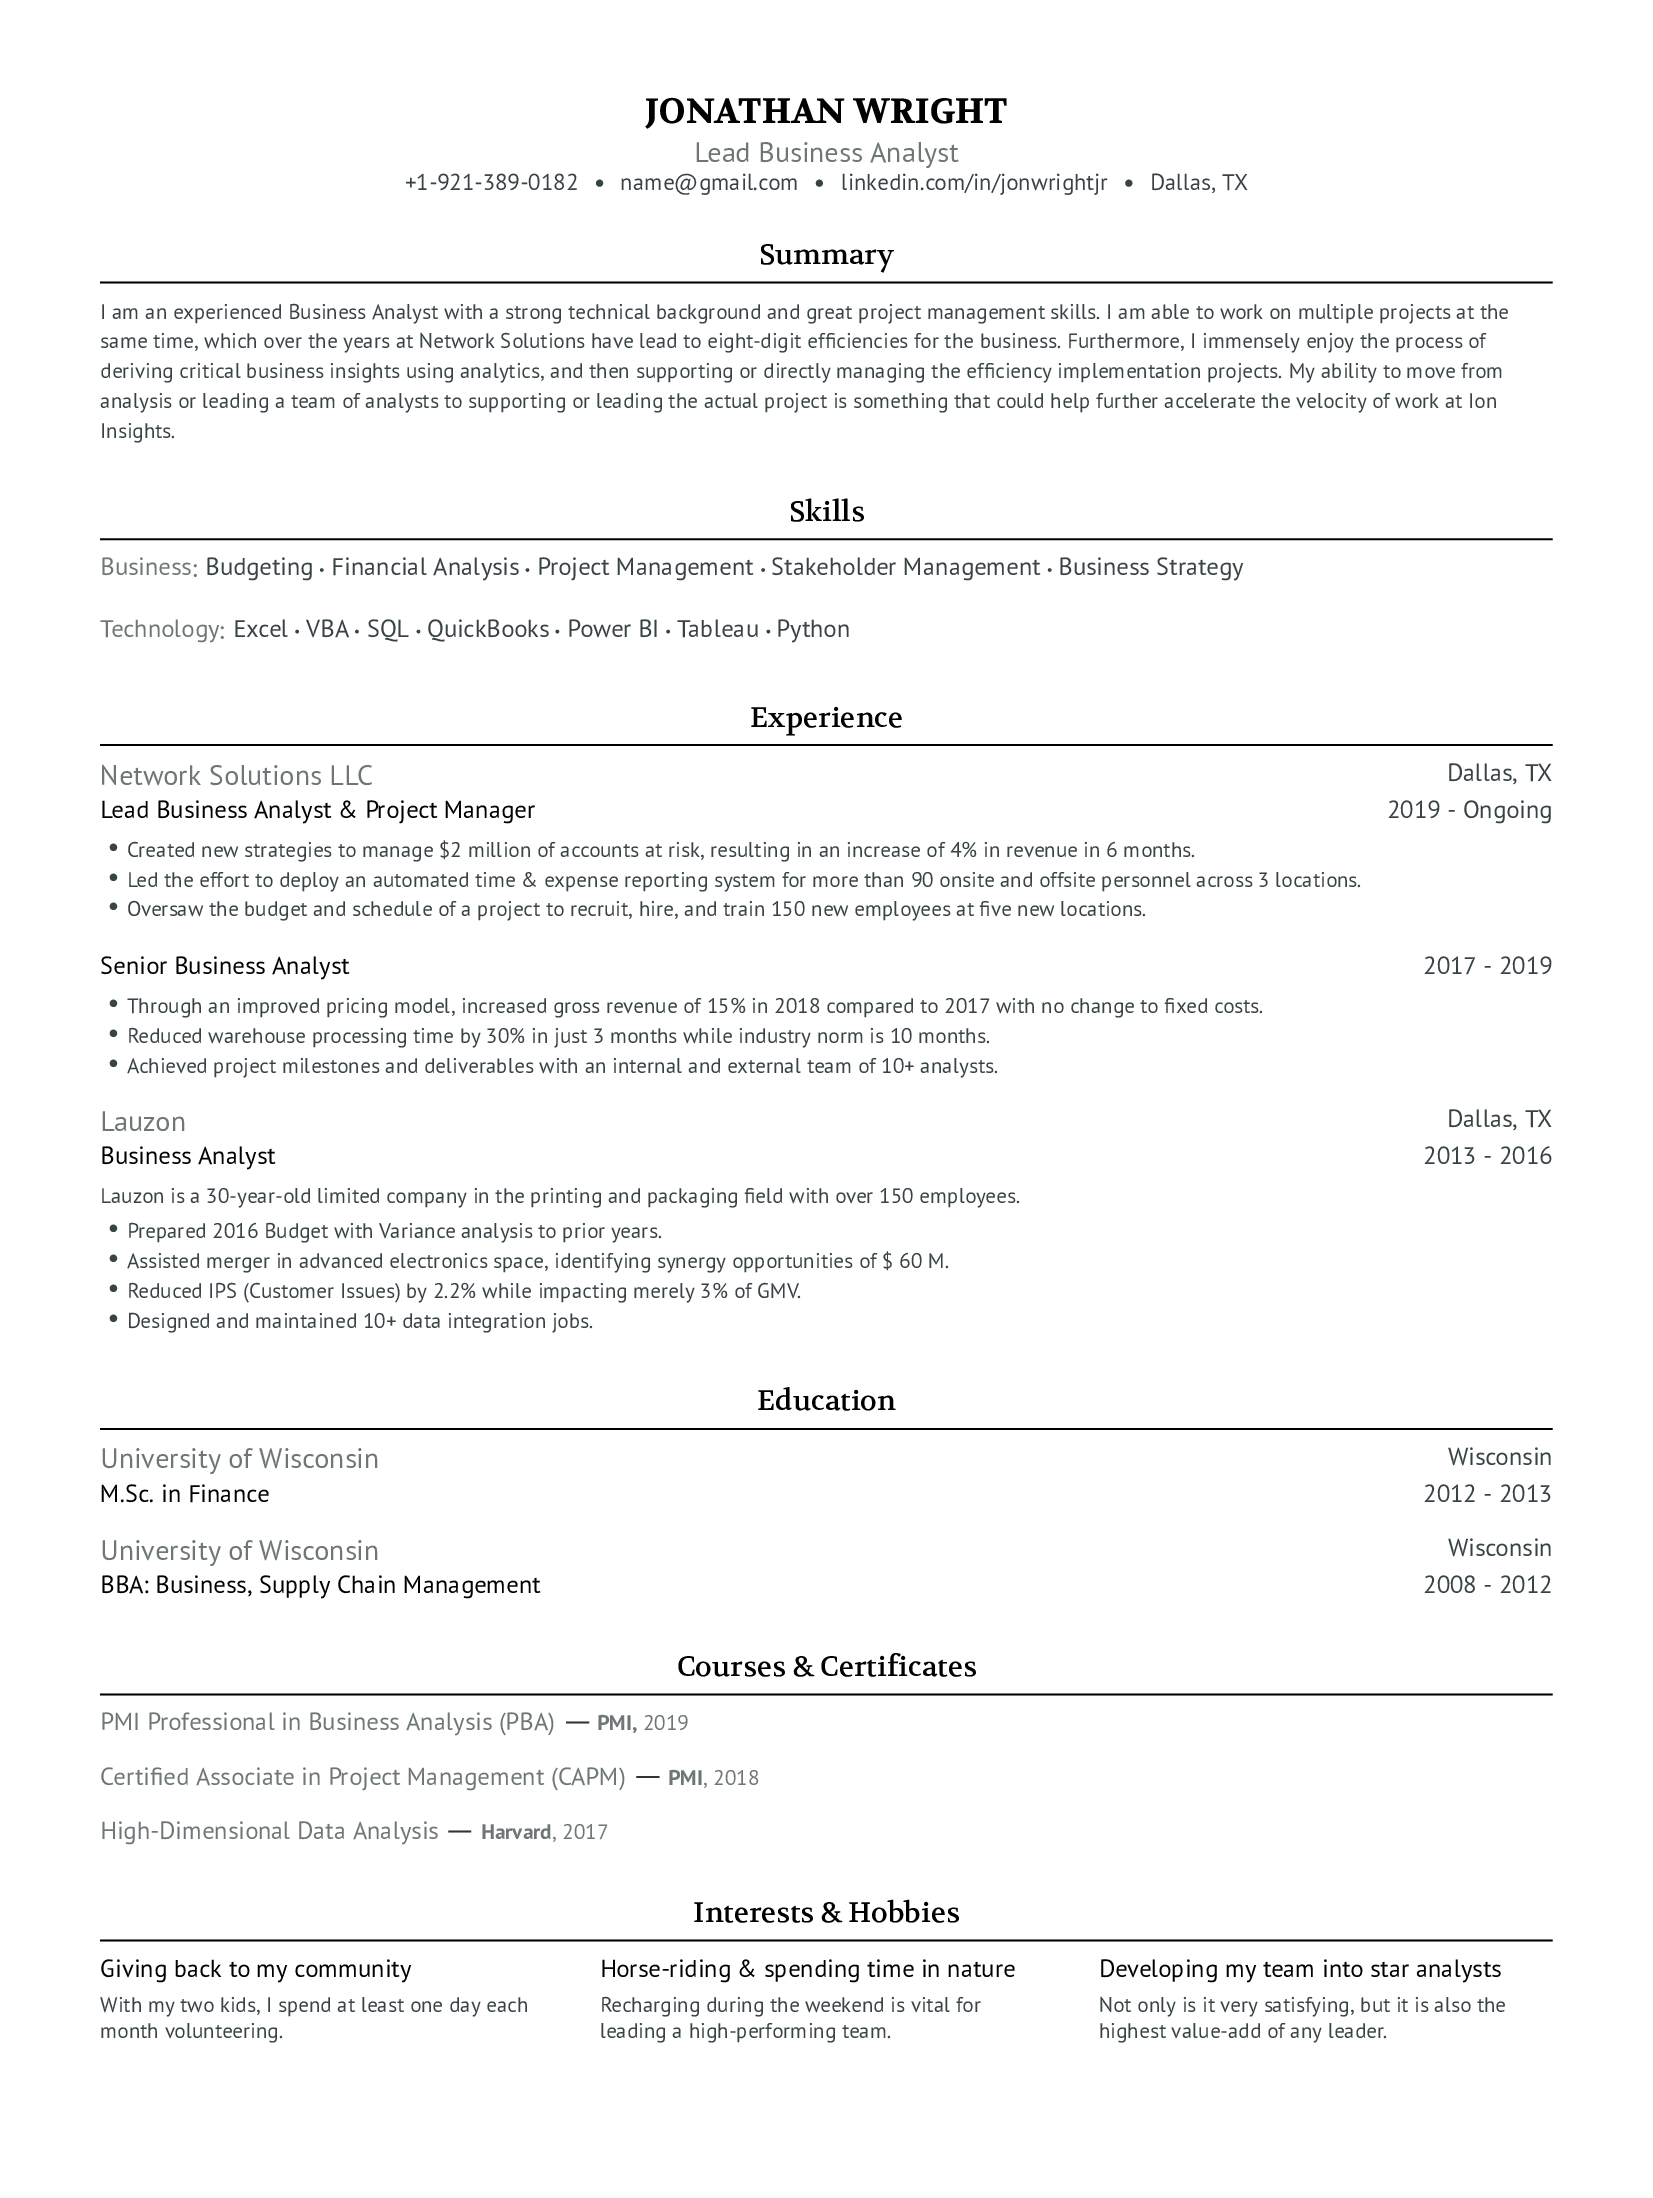 JONATHAN WRIGHT
Lead Business Analyst
+1-921-389-0182 • name@gmail.com • linkedin.com/in/jonwrightjr • Dallas, TX
Summary
I am an experienced Business Analyst with a strong technical background and great project management skills. I am able to work on multiple projects at the
same time, which over the years at Network Solutions have lead to eight-digit efficiencies for the business. Furthermore, I immensely enjoy the process of
deriving critical business insights using analytics, and then supporting or directly managing the efficiency implementation projects. My ability to move from
analysis or leading a team of analysts to supporting or leading the actual project is something that could help further accelerate the velocity of work at Ion
Insights.
Skills
Business: Budgeting • Financial Analysis • Project Management • Stakeholder Management • Business Strategy
Technology: Excel • VBA • SQL • QuickBooks • Power BI • Tableau • Python
Experience
Network Solutions LLC Dallas, TX
Lead Business Analyst & Project Manager 2019 - Ongoing
• Created new strategies to manage $2 million of accounts at risk, resulting in an increase of 4% in revenue in 6 months.
• Led the effort to deploy an automated time & expense reporting system for more than 90 onsite and offsite personnel across 3 locations.
• Oversaw the budget and schedule of a project to recruit, hire, and train 150 new employees at five new locations.
Senior Business Analyst 2017 - 2019
• Through an improved pricing model, increased gross revenue of 15% in 2018 compared to 2017 with no change to fixed costs.
• Reduced warehouse processing time by 30% in just 3 months while industry norm is 10 months.
• Achieved project milestones and deliverables with an internal and external team of 10+ analysts.
Lauzon Dallas, TX
Business Analyst 2013 - 2016
Lauzon is a 30-year-old limited company in the printing and packaging field with over 150 employees.
• Prepared 2016 Budget with Variance analysis to prior years.
• Assisted merger in advanced electronics space, identifying synergy opportunities of $ 60 M.
• Reduced IPS (Customer Issues) by 2.2% while impacting merely 3% of GMV.
• Designed and maintained 10+ data integration jobs.
Education
University of Wisconsin Wisconsin
M.Sc. in Finance 2012 - 2013
University of Wisconsin Wisconsin
BBA: Business, Supply Chain Management 2008 - 2012
Courses & Certificates
PMI Professional in Business Analysis (PBA) — PMI, 2019
Certified Associate in Project Management (CAPM) — PMI, 2018
High-Dimensional Data Analysis — Harvard, 2017
Interests & Hobbies
Giving back to my community
With my two kids, I spend at least one day each
month volunteering.
Horse-riding & spending time in nature
Recharging during the weekend is vital for
leading a high-performing team.
Developing my team into star analysts
Not only is it very satisfying, but it is also the
highest value-add of any leader.